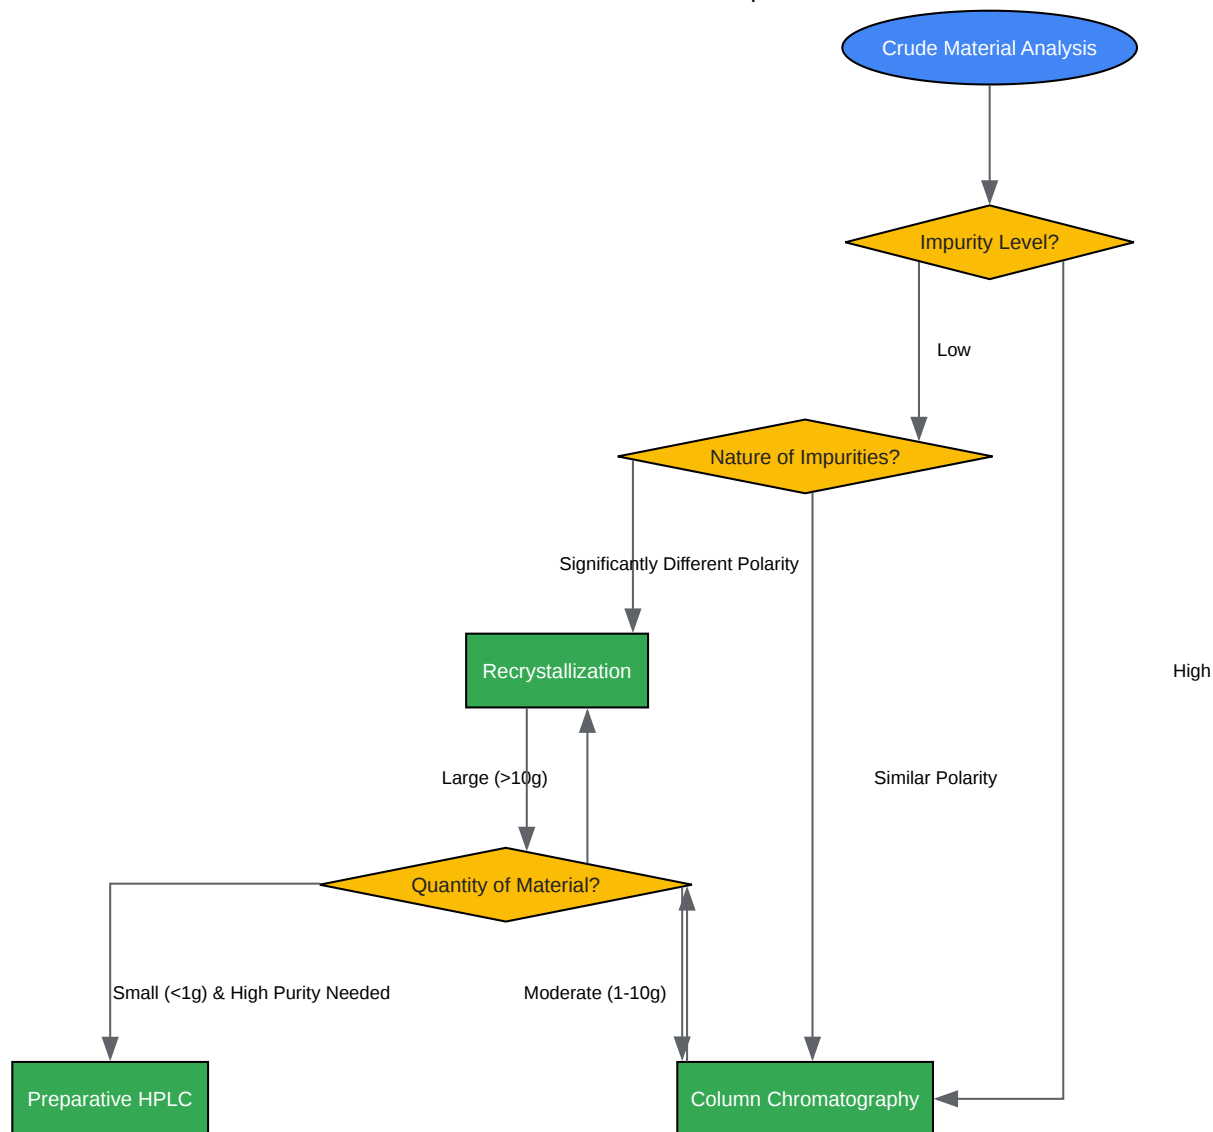 Crude Material Analysis
Impurity Level?
Low
Nature of Impurities?
Significantly Different Polarity
Recrystallization
High
Large (>10g)
Similar Polarity
Quantity of Material?
Small (<1g) & High Purity Needed
Moderate (1-10g)
Preparative HPLC
Column Chromatography